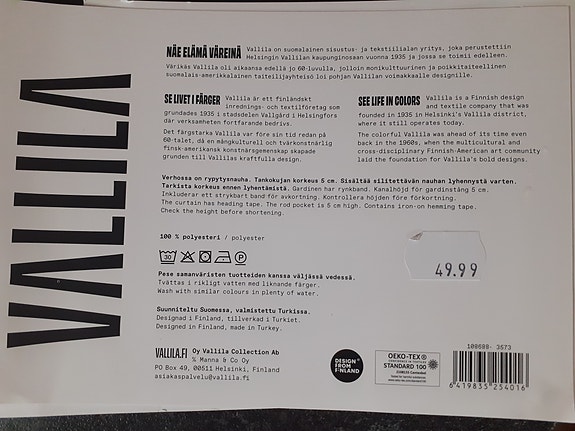 VALLILA
NÄE ELÄMÄ VÄREINÄ Vallila on suomalainen sisustus- ja tekstiilialan yritys, joka perustettiin
Helsingin Vallilan kaupunginosaan vuonna 1935 ja jossa se toimii edelleen.
Värikäs Vallila oli aikaansa edellä jo 60-luvulla, jolloin monikulttuurinen ja poikkitaiteellinen
suomalais-amerikkalainen taiteilijayhteisö loi pohjan Vallilan voimakkaalle designille.
SE LIVET I FÄRGER Vallila är ett finländskt
inrednings- och textilföretag som
grundades 1935 i stadsdelen Vallgård i Helsingfors
där verksamheten fortfarande bedrivs.
Det färgstarka Vallila var före sin tid redan på
60-talet, då en mångkulturell och tvärkonstnärlig
finsk-amerikansk konstnärsgemenskap skapade
grunden till Vallilas kraftfulla design.
SEE LIFE IN COLORS Vallila is a Finnish design
and textile company that was
founded in 1935 in Helsinki's Vallila district,
where it still operates today.
The colorful Vallila was ahead of its time even
back in the 1960s, when the multicultural and
cross-disciplinary Finnish-American art community
laid the foundation for Vallila's bold designs.
Verhossa on rypytysnauha. Tankokujan korkeus 5 cm. Sisältää silitettävän nauhan lyhennystä varten.
Tarkista korkeus ennen lyhentämistä. Gardinen har rynkband. Kanalhöjd för gardinstång 5 cm.
Inkluderar ett strykbart band för avkortning. Kontrollera höjden före förkortning.
The curtain has heading tape. The rod pocket is 5 cm high. Contains iron-on hemming tape.
Check the height before shortening.
100 % polyesteri / polyester
30
P
Pese samanväristen tuotteiden kanssa väljässä vedessä.
Tvättas i rikligt vatten med liknande färger.
Wash with similar colours in plenty of water.
Suunniteltu Suomessa, valmistettu Turkissa.
Designad i Finland, tillverkad i Turkiet.
Designed in Finland, made in Turkey.
VALLILA.FI Oy Vallila Collection Ab
% Manna & Co Oy
PO Box 49, 00511 Helsinki, Finland
asiakaspalvelu@vallila.fi
49.99
DESIGN
FROM
FINLAND
OEKO-TEX®
STANDARD 100
108688- 3573
6 419835 254016